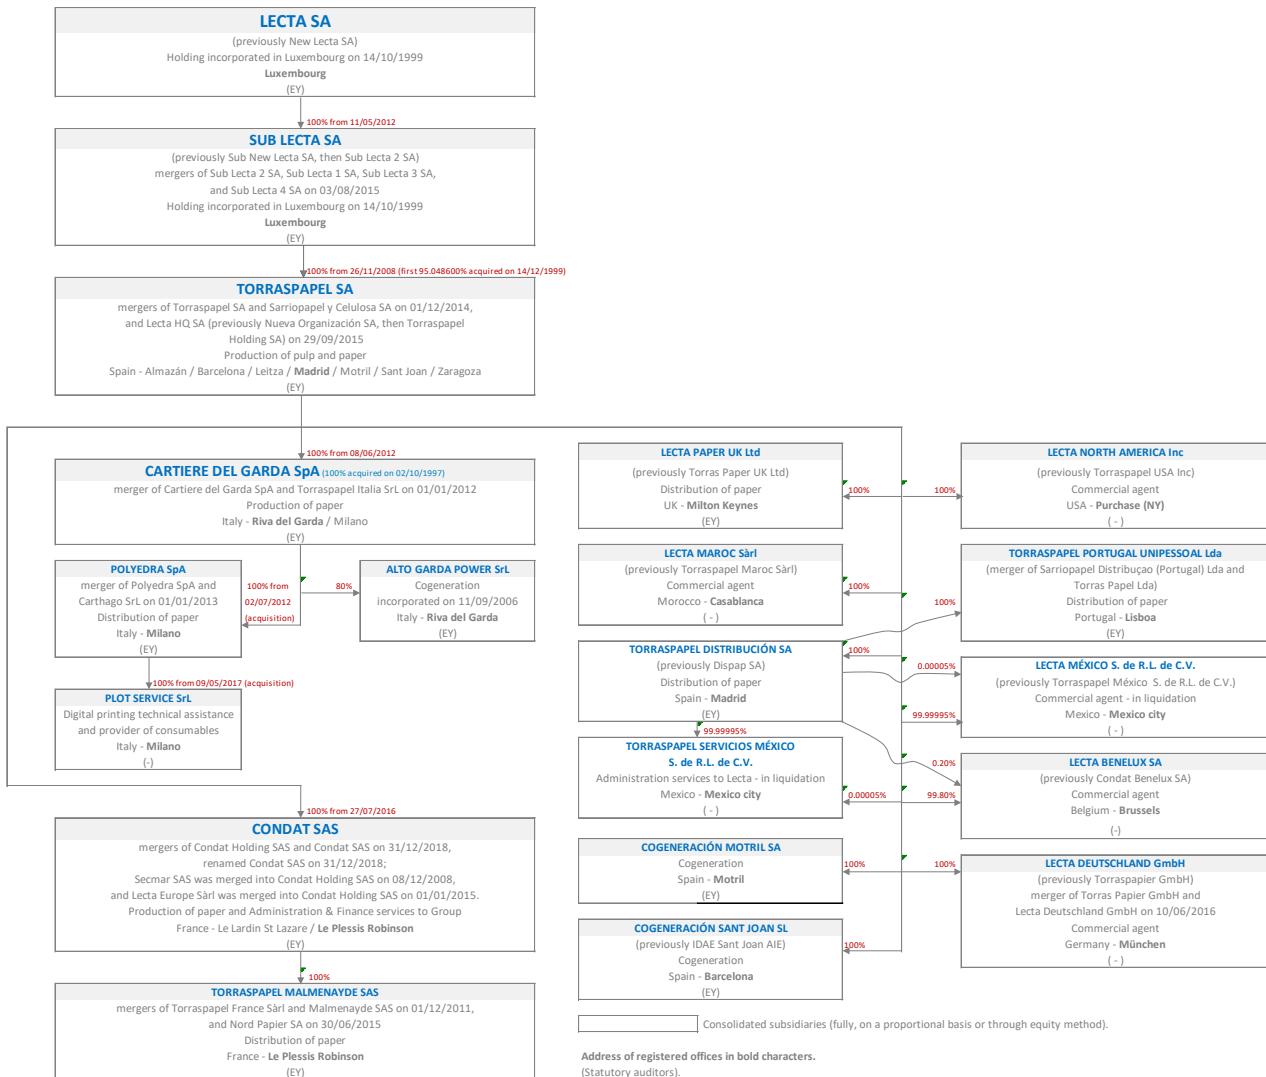 LECTA SA
(previously New Lecta SA)
Holding incorporated in Luxembourg on 14/10/1999
Luxembourg
(EY)
100% from 11/05/2012
SUB LECTA SA
(previously Sub New Lecta SA, then Sub Lecta 2 SA)
mergers of Sub Lecta 2 SA, Sub Lecta 1 SA, Sub Lecta 3 SA,
and Sub Lecta 4 SA on 03/08/2015
Holding incorporated in Luxembourg on 14/10/1999
Luxembourg
(EY)
100% from 26/11/2008 (first 95.048600% acquired on 14/12/1999)
TORRASPAPEL SA
mergers of Torraspapel SA and Sarriopapel y Celulosa SA on 01/12/2014,
and Lecta HQ SA (previously Nueva Organización SA, then Torraspapel
Holding SA) on 29/09/2015
Production of pulp and paper
Spain - Almazán / Barcelona / Leitza / Madrid / Motril / Sant Joan / Zaragoza
(EY)
100% from 08/06/2012
CARTIERE DEL GARDA SpA (100% acquired on 02/10/1997)
merger of Cartiere del Garda SpA and Torraspapel Italia SrL on 01/01/2012
Production of paper
Italy - Riva del Garda / Milano
(EY)
POLYEDRA SpA
merger of Polyedra SpA and
Carthago SrL on 01/01/2013
Distribution of paper
Italy - Milano
(EY)
100% from
02/07/2012
(acquisition)
80%
ALTO GARDA POWER SrL
Cogeneration
incorporated on 11/09/2006
Italy - Riva del Garda
(EY)
100% from 09/05/2017 (acquisition)
PLOT SERVICE SrL
Digital printing technical assistance
and provider of consumables
Italy - Milano
(-)
100% from 27/07/2016
CONDAT SAS
mergers of Condat Holding SAS and Condat SAS on 31/12/2018,
renamed Condat SAS on 31/12/2018;
Secmar SAS was merged into Condat Holding SAS on 08/12/2008,
and Lecta Europe Sàrl was merged into Condat Holding SAS on 01/01/2015.
Production of paper and Administration & Finance services to Group
France - Le Lardin St Lazare / Le Plessis Robinson
(EY)
100%
TORRASPAPEL MALMENAYDE SAS
mergers of Torraspapel France Sàrl and Malmenayde SAS on 01/12/2011,
and Nord Papier SA on 30/06/2015
Distribution of paper
France - Le Plessis Robinson
(EY)
LECTA PAPER UK Ltd
(previously Torras Paper UK Ltd)
Distribution of paper
UK - Milton Keynes
(EY)
100%
100%
LECTA NORTH AMERICA Inc
(previously Torraspapel USA Inc)
Commercial agent
USA - Purchase (NY)
( - )
LECTA MAROC Sàrl
(previously Torraspapel Maroc Sàrl)
Commercial agent
Morocco - Casablanca
( - )
100%
100%
TORRASPAPEL PORTUGAL UNIPESSOAL Lda
(merger of Sarriopapel Distribuçao (Portugal) Lda and
Torras Papel Lda)
Distribution of paper
Portugal - Lisboa
(EY)
TORRASPAPEL DISTRIBUCIÓN SA
(previously Dispap SA)
Distribution of paper
Spain - Madrid
(EY)
100%
0.00005%
99.99995%
LECTA MÉXICO S. de R.L. de C.V.
(previously Torraspapel México S. de R.L. de C.V.)
Commercial agent - in liquidation
Mexico - Mexico city
( - )
99.99995%
TORRASPAPEL SERVICIOS MÉXICO
S. de R.L. de C.V.
Administration services to Lecta - in liquidation
Mexico - Mexico city
( - )
0.00005%
0.20%
99.80%
LECTA BENELUX SA
(previously Condat Benelux SA)
Commercial agent
Belgium - Brussels
(-)
COGENERACIÓN MOTRIL SA
Cogeneration
Spain - Motril
(EY)
100%
100%
LECTA DEUTSCHLAND GmbH
(previously Torraspapier GmbH)
merger of Torras Papier GmbH and
Lecta Deutschland GmbH on 10/06/2016
Commercial agent
Germany - München
( - )
COGENERACIÓN SANT JOAN SL
(previously IDAE Sant Joan AIE)
Cogeneration
Spain - Barcelona
(EY)
100%
Consolidated subsidiaries (fully, on a proportional basis or through equity method).
Address of registered offices in bold characters.
(Statutory auditors).